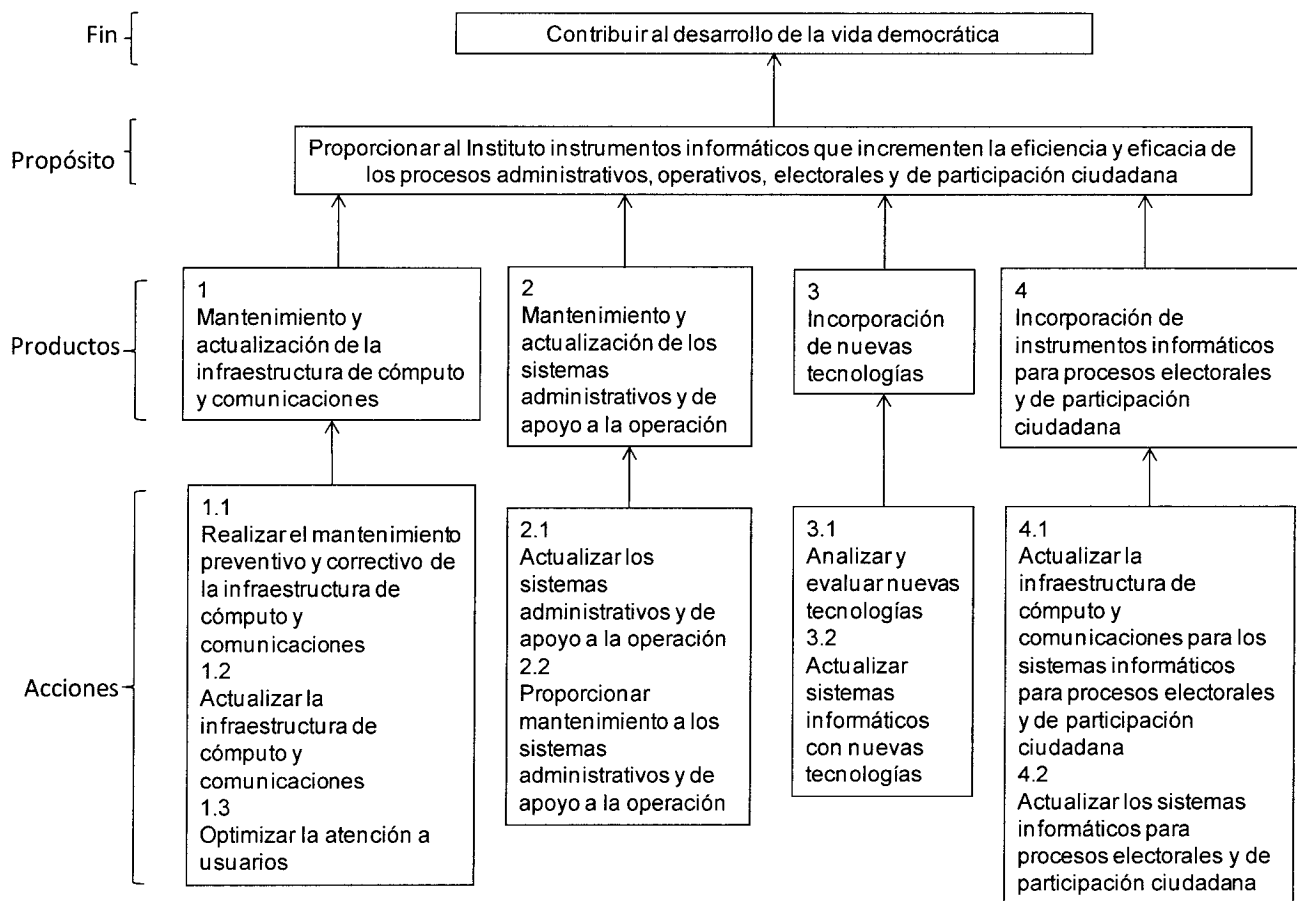 Fin
Contribuir al desarrollo de la vida democrática
Propósito
Proporcionar al Instituto instrumentos informáticos que incrementen la eficiencia y eficacia de
los procesos administrativos, operativos, electorales y de participación ciudadana
Productos
1
Mantenimiento y
actualización de la
infraestructura de cómputo
y comunicaciones
2
Mantenimiento y
actualización de los
sistemas
administrativos y de
apoyo a la operación
3
Incorporación
de nuevas
tecnologías
4
Incorporación de
instrumentos informáticos
para procesos electorales
y de participación
ciudadana
Acciones
1.1
Realizar el mantenimiento
preventivo y correctivo de
la infraestructura de
cómputo y
comunicaciones
1.2
Actualizar la
infraestructura de
cómputo y
comunicaciones
1.3
Optimizar la atención a
usuarios
2.1
Actualizar los
sistemas
administrativos y de
apoyo a la operación
2.2
Proporcionar
mantenimiento a los
sistemas
administrativos y de
apoyo a la operación
3.1
Analizar y
evaluar nuevas
tecnologías
3.2
Actualizar
sistemas
informáticos
con nuevas
tecnologías
4.1
Actualizar la
infraestructura de
cómputo y
comunicaciones para los
sistemas informáticos
para procesos electorales
y de participación
ciudadana
4.2
Actualizar los sistemas
informáticos para
procesos electorales y de
participación ciudadana